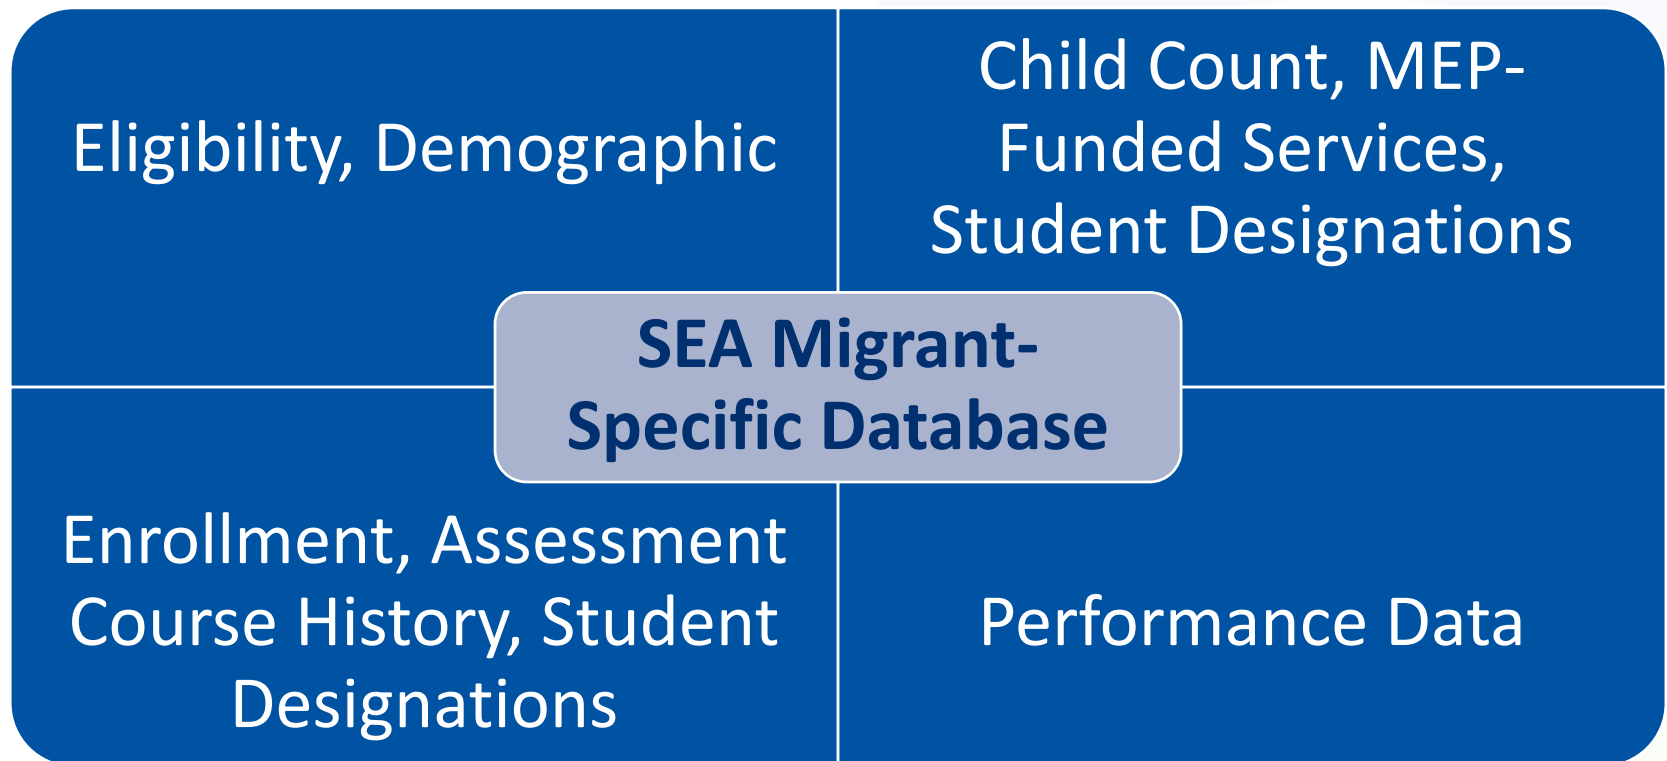 Eligibility, Demographic
Child Count, MEP-
Funded Services,
Student Designations
SEA Migrant-
Specific Database
Enrollment, Assessment
Course History, Student
Designations
Performance Data